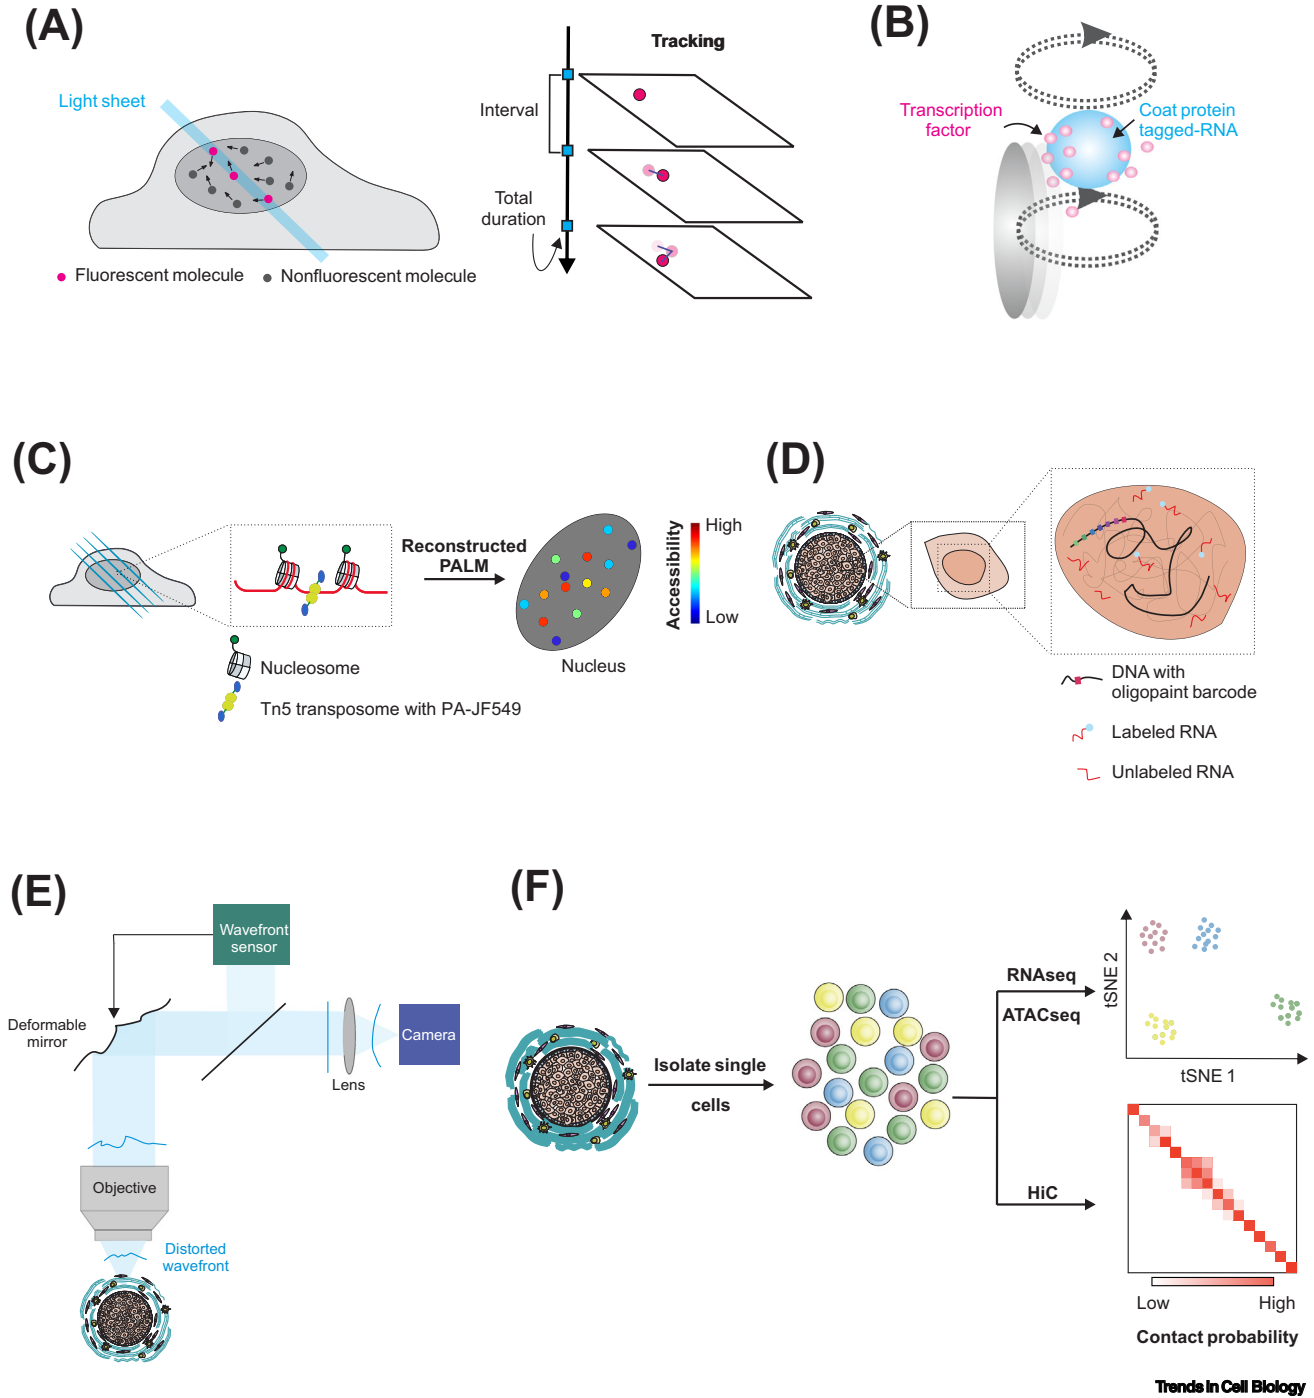 (A)
Light sheet
Fluorescent molecule
Nonfluorescent molecule
Tracking
Interval
Total
duration
(B)
Transcription
factor
Coat protein
tagged-RNA
(C)
Reconstructed
PALM
Nucleus
Accessibility
High
Low
Nucleosome
Tn5 transposome with PA-JF549
(D)
DNA with
oligopaint barcode
Labeled RNA
Unlabeled RNA
(E)
Wavefront
sensor
Deformable
mirror
Lens
Camera
Objective
Distorted
wavefront
(F)
Isolate single
cells
RNAseq
ATACseq
HiC
tSNE 2
tSNE 1
Low
High
Contact probability
Trends in Cell Biology